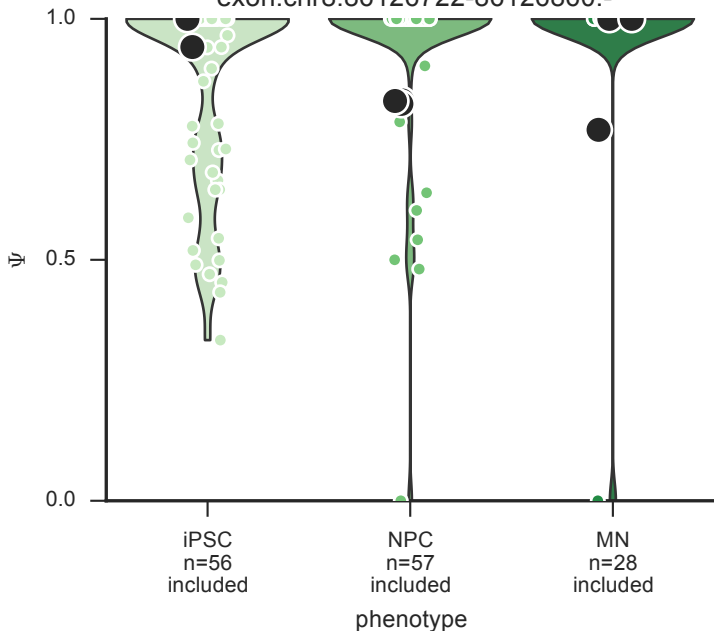 1.0
0.5
0.0
Ψ
iPSC
n=56
included
NPC
n=57
included
MN
n=28
included
phenotype